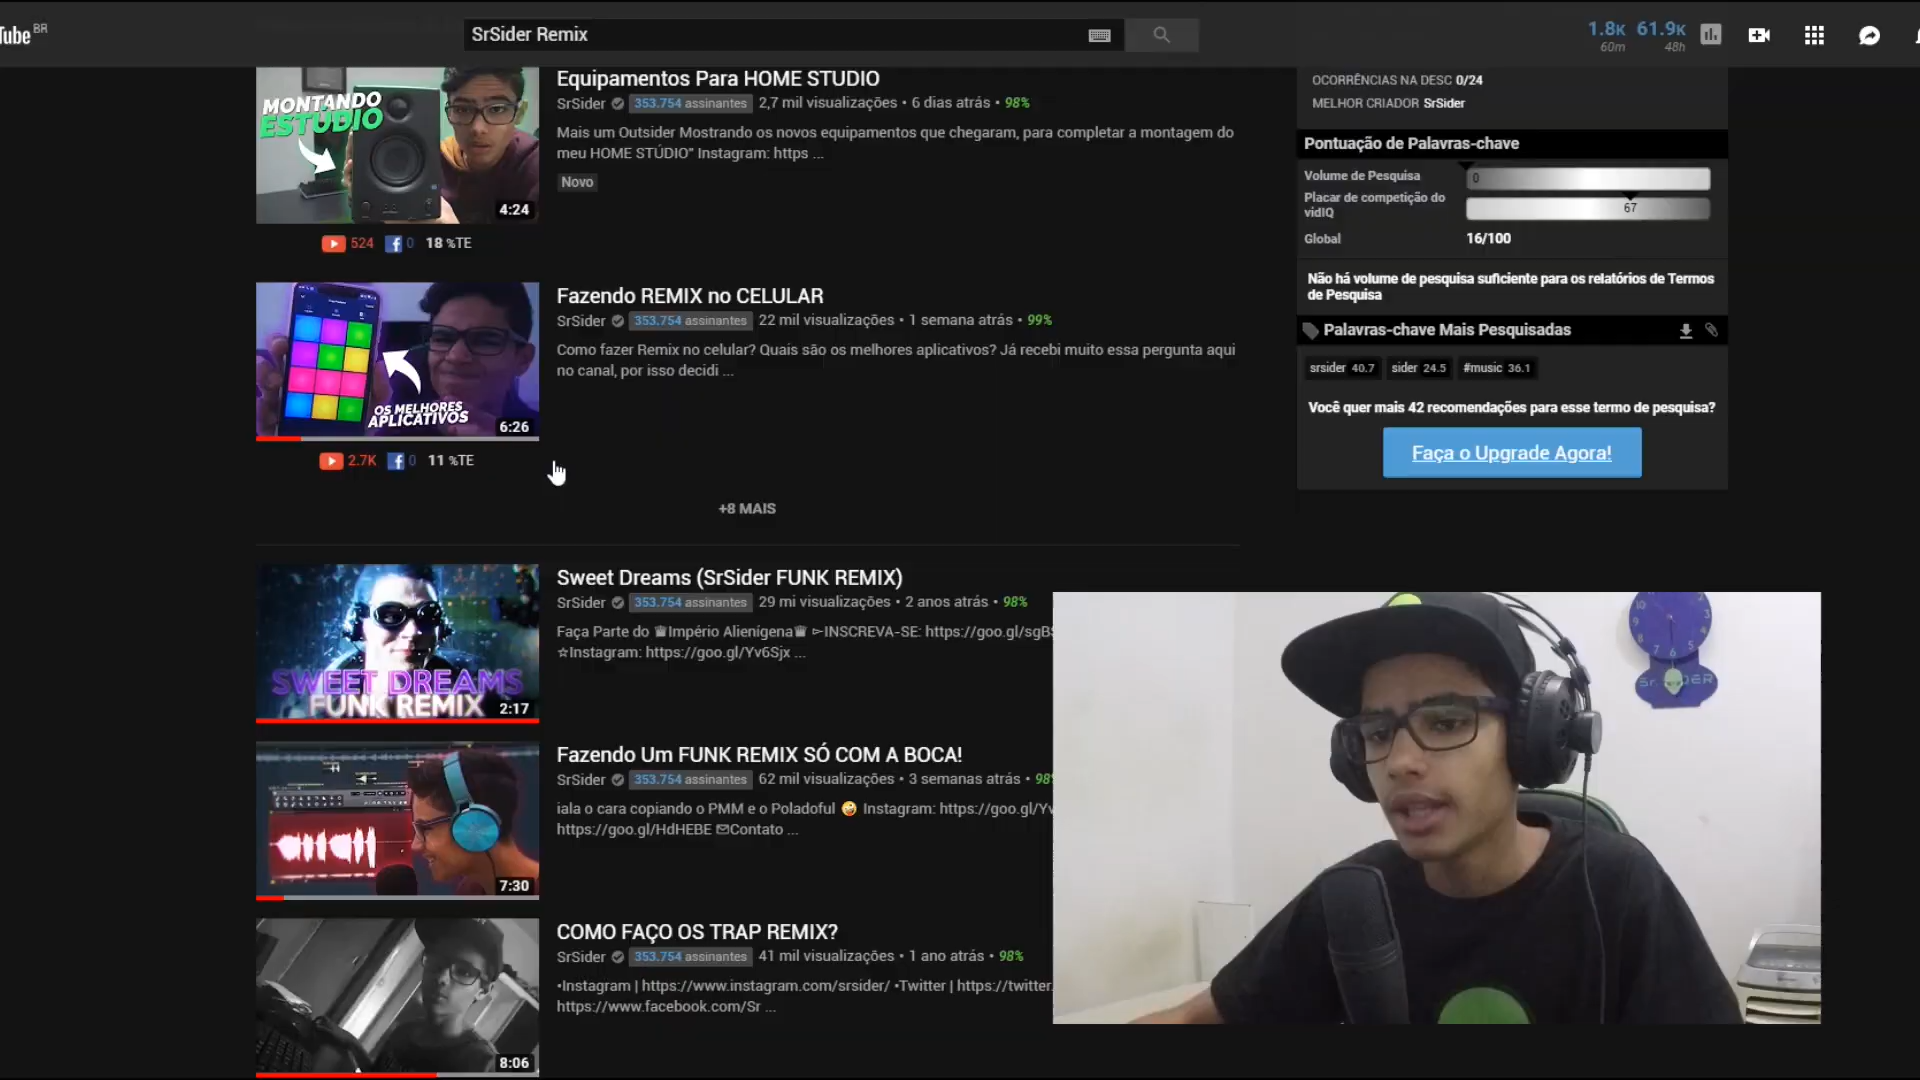 Tube BR
SrSider Remix
1.8K 61.9K
60m 48h
MONTANDO
ESTÚDIO
4:24
524 0 18 %TE
Equipamentos Para HOME STUDIO
SrSider 353.754 assinantes 2,7 mil visualizações • 6 dias atrás • 98%
Mais um Outsider Mostrando os novos equipamentos que chegaram, para completar a montagem do
meu HOME STÚDIO" Instagram: https ...
Novo
OS MELHORES
APLICATIVOS
6:26
2.7K 0 11 %TE
Fazendo REMIX no CELULAR
SrSider 353.754 assinantes 22 mil visualizações • 1 semana atrás • 99%
Como fazer Remix no celular? Quais são os melhores aplicativos? Já recebi muito essa pergunta aqui
no canal, por isso decidi ...
+8 MAIS
SWEET DREAMS
FUNK REMIX
2:17
Sweet Dreams (SrSider FUNK REMIX)
SrSider 353.754 assinantes 29 mi visualizações • 2 anos atrás • 98%
Faça Parte do ♕Império Alienígena♕ ➳INSCREVA-SE: https://goo.gl/sgB
☆Instagram: https://goo.gl/Yv6Sjx ...
7:30
Fazendo Um FUNK REMIX SÓ COM A BOCA!
SrSider 353.754 assinantes 62 mil visualizações • 3 semanas atrás • 98
iala o cara copiando o PMM e o Poladoful 🤪 Instagram: https://goo.gl/Yv
https://goo.gl/HdHEBE ✉Contato ...
8:06
COMO FAÇO OS TRAP REMIX?
SrSider 353.754 assinantes 41 mil visualizações • 1 ano atrás • 98%
•Instagram | https://www.instagram.com/srsider/ •Twitter | https://twitter.
https://www.facebook.com/Sr ...
OCORRÊNCIAS NA DESC 0/24
MELHOR CRIADOR SrSider
Pontuação de Palavras-chave
Volume de Pesquisa 0
Placar de competição do
vidIQ 67
Global 16/100
Não há volume de pesquisa suficiente para os relatórios de Termos
de Pesquisa
Palavras-chave Mais Pesquisadas
srsider 40.7 sider 24.5 #music 36.1
Você quer mais 42 recomendações para esse termo de pesquisa?
Faça o Upgrade Agora!